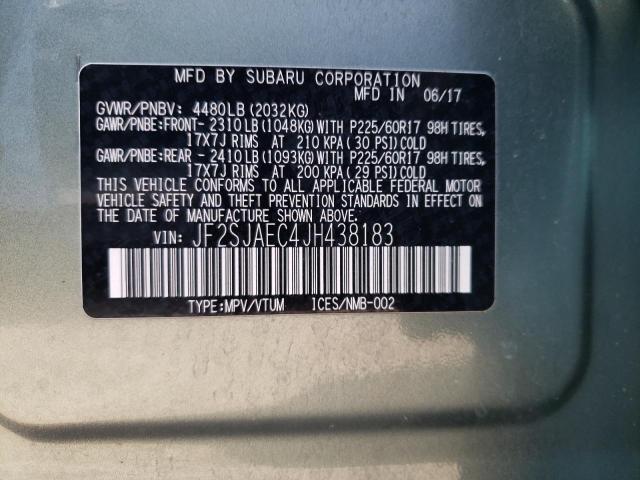 MFD BY SUBARU CORPORATION
MFD IN 06/17
GVWR/PNBV: 4480LB (2032KG)
GAWR/PNBE:FRONT- 2310LB (1048KG) WITH P225/60R17 98H TIRES,
17X7J RIMS AT 210 KPA (30 PSI) COLD
GAWR/PNBE:REAR - 2410LB (1093KG) WITH P225/60R17 98H TIRES,
17X7J RIMS AT 200 KPA (29 PSI) COLD
THIS VEHICLE CONFORMS TO ALL APPLICABLE FEDERAL MOTOR
VEHICLE SAFETY AND THEFT PREVENTION STANDARDS IN EFFECT ON
THE DATE OF MANUFACTURE SHOWN ABOVE.
VIN: JF2SJAEC4JH438183
TYPE:MPV/VTUM ICES/NMB-002